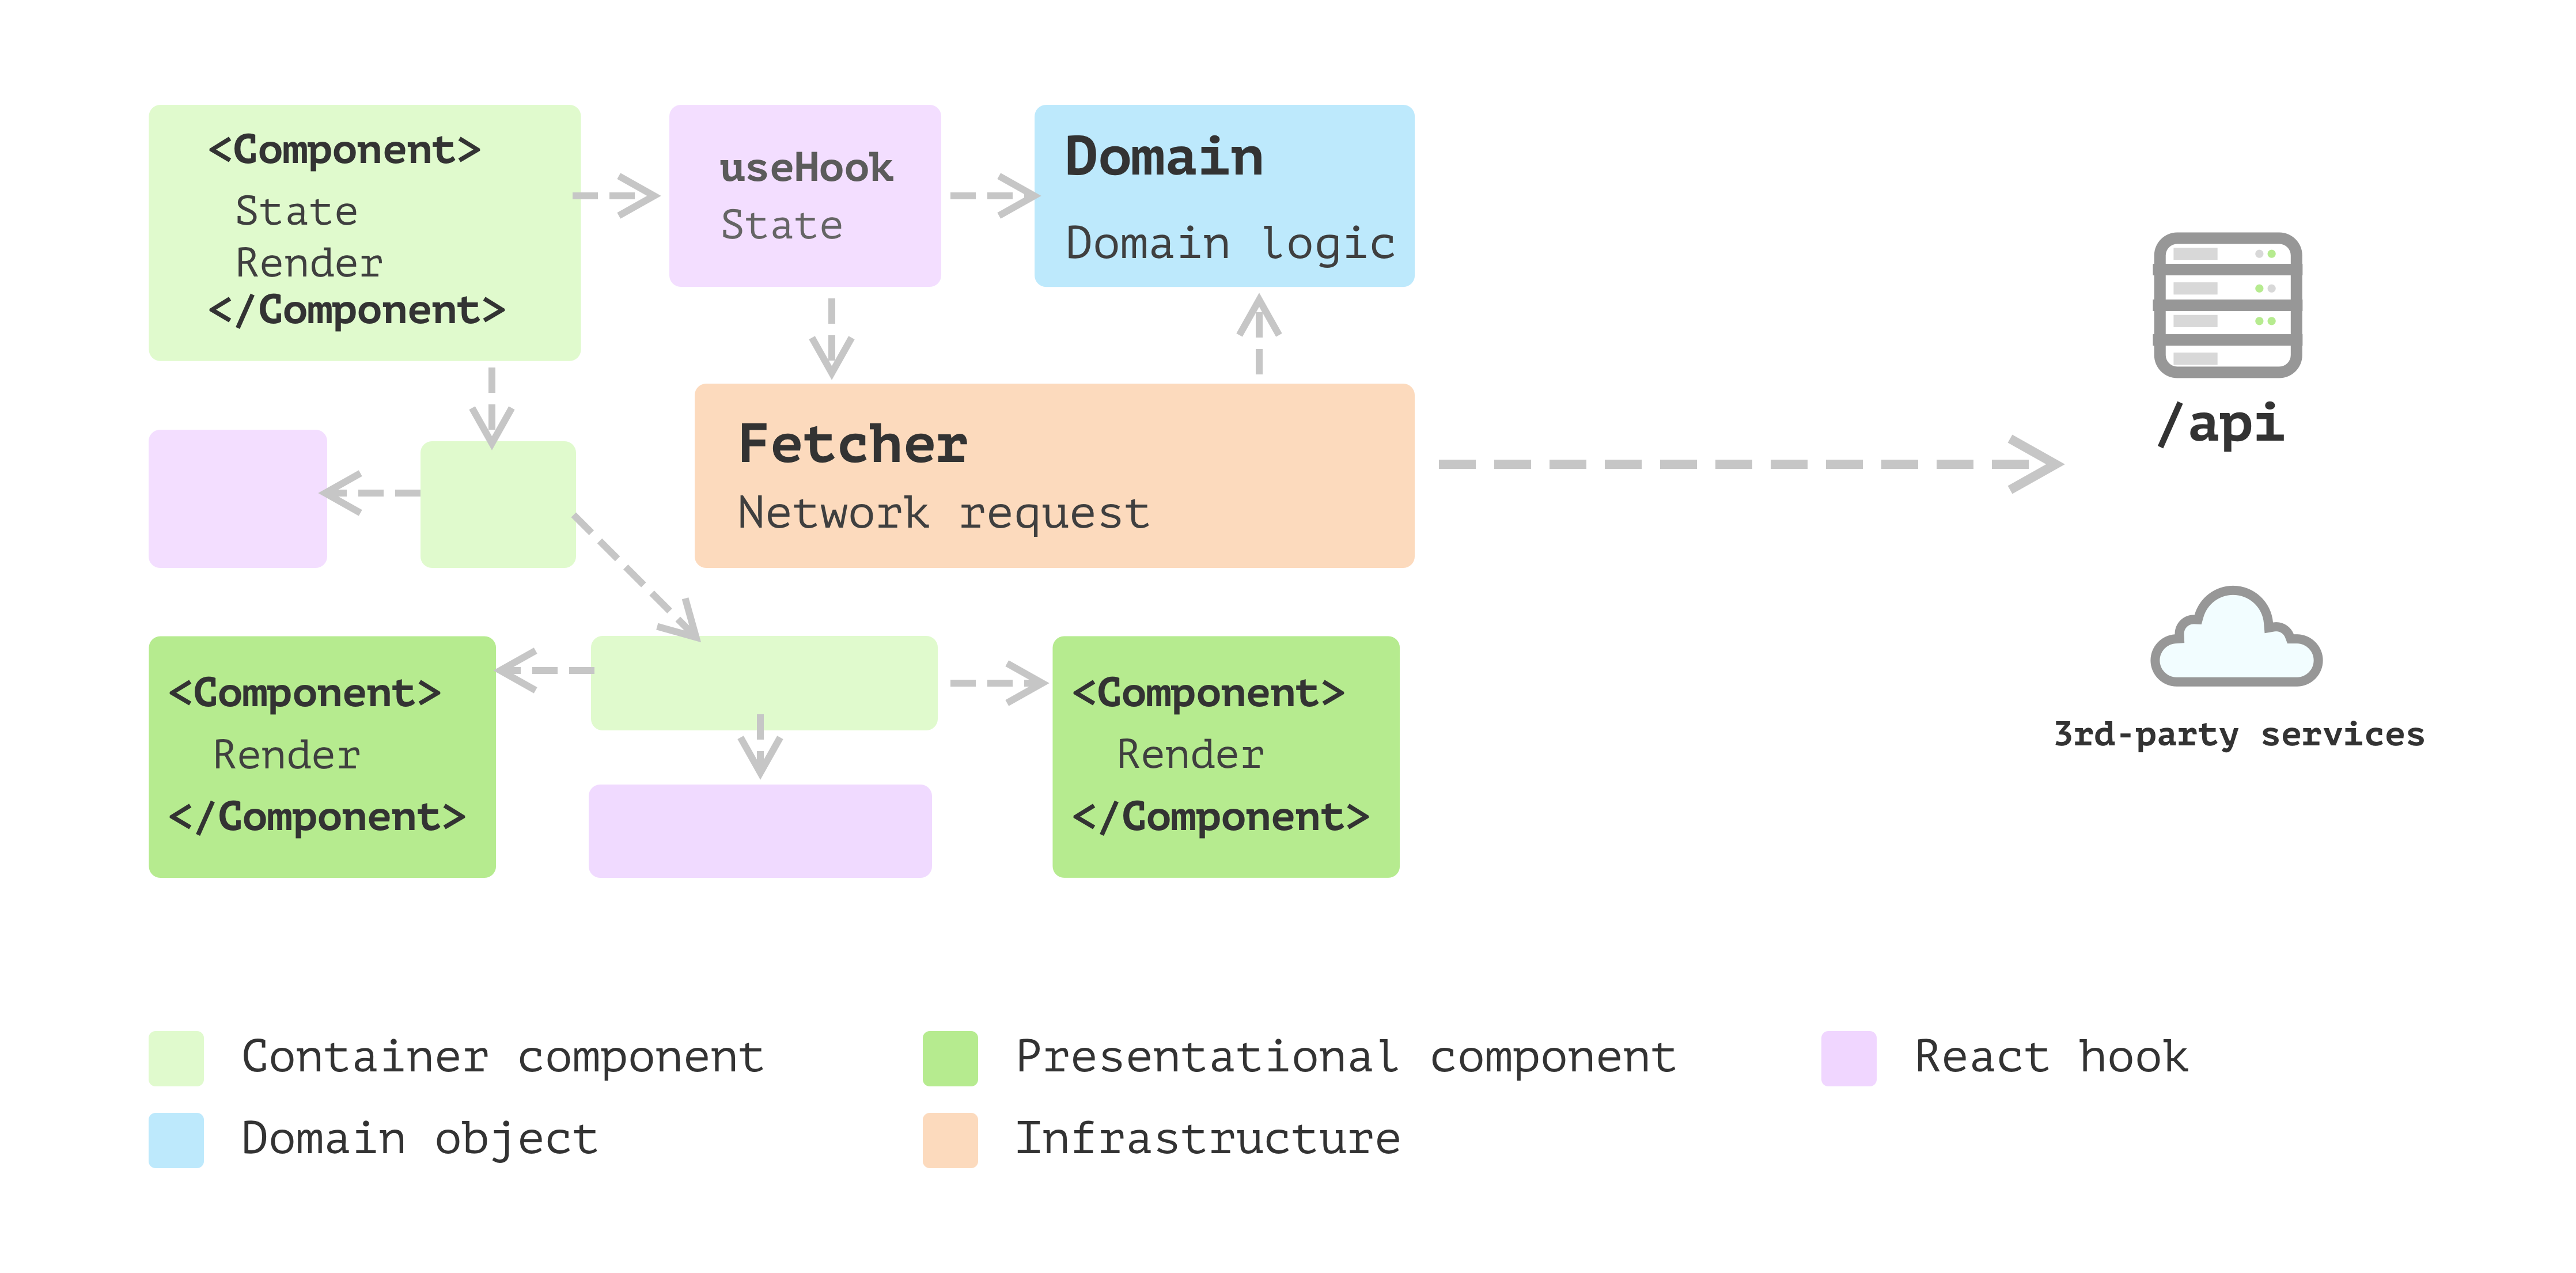 <Component>
State
Render
</Component>
useHook
State
Domain
Domain logic
Fetcher
Network request
/api
3rd-party services
<Component>
Render
</Component>
<Component>
Render
</Component>
Container component
Presentational component
React hook
Domain object
Infrastructure